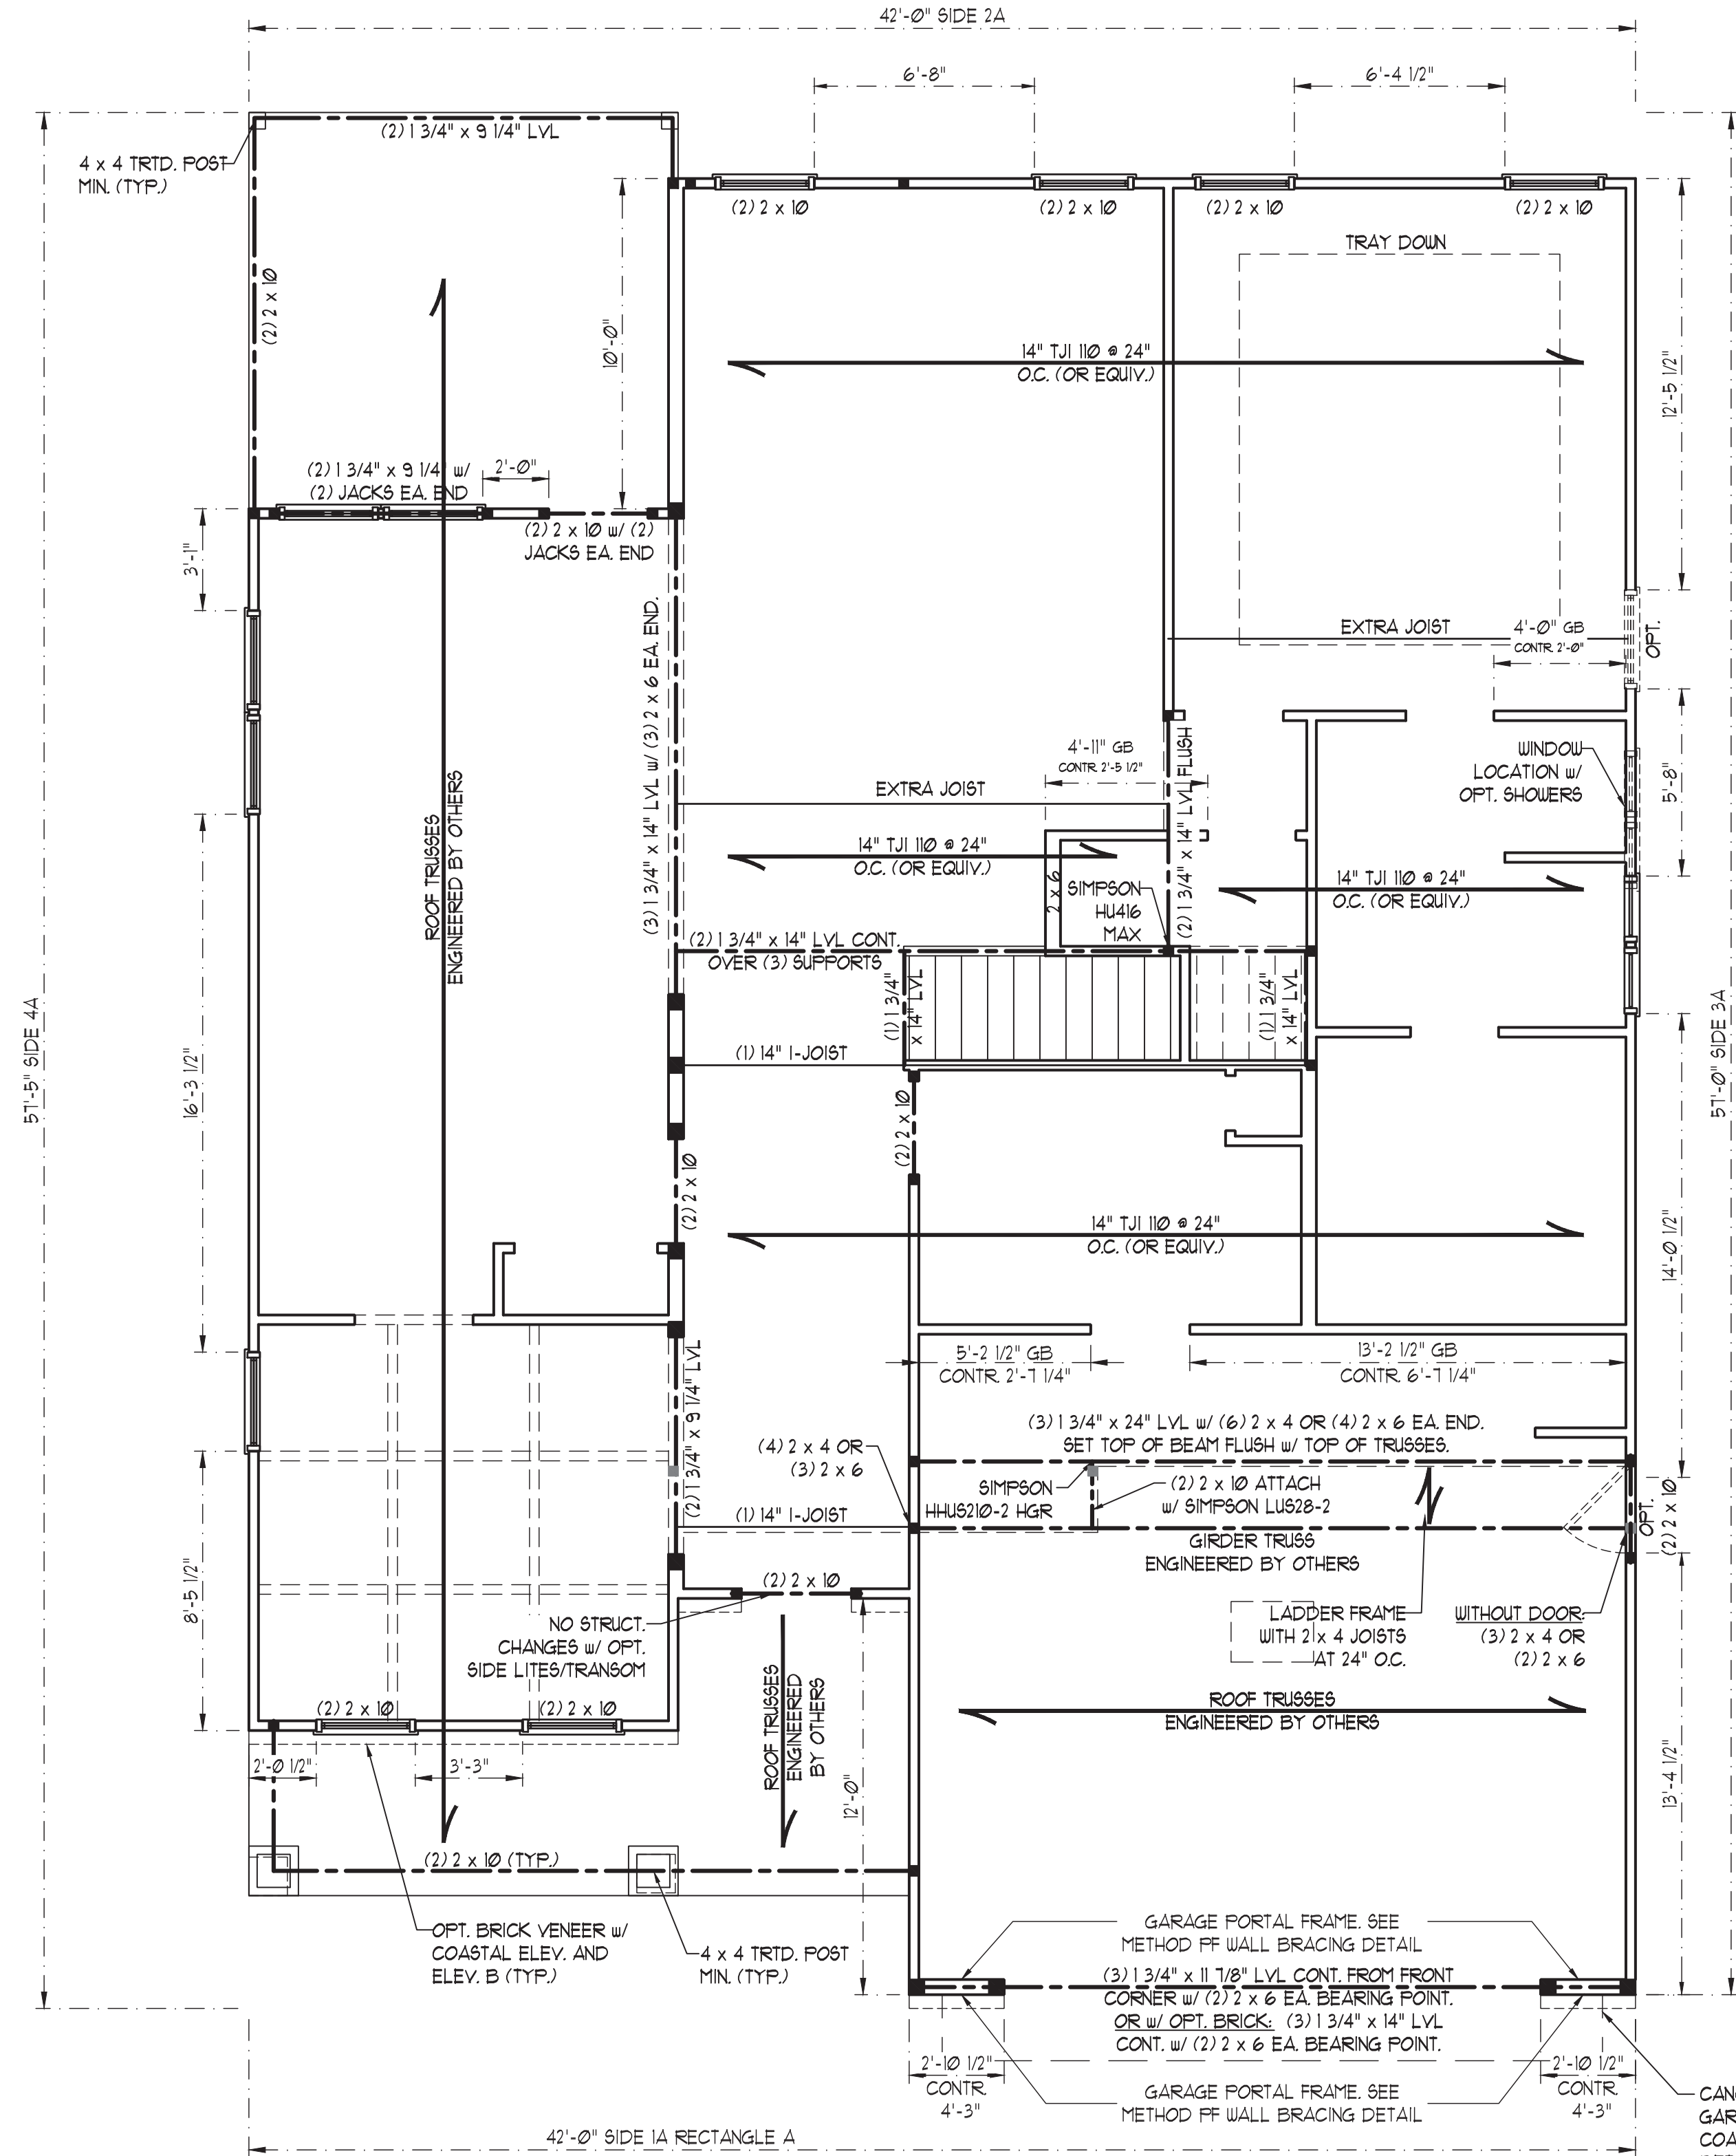 42'-0" SIDE 2A
6'-8"
6'-4 1/2"
(2) 1 3/4" x 9 1/4" LVL
4 x 4 TRTD. POST
MIN. (TYP.)
(2) 2 x 10
(2) 2 x 10
(2) 2 x 10
(2) 2 x 10
TRAY DOWN
(2) 2 x 10
10'-0"
14" TJI 110 @ 24"
O.C. (OR EQUIV.)
12'-5 1/2"
(2) 1 3/4" x 9 1/4" w/
(2) JACKS EA. END
2'-0"
(2) 2 x 10 w/ (2)
JACKS EA. END
3'-1"
(3) 1 3/4" x 14" LVL w/ (3) 2 x 6 EA. END.
EXTRA JOIST
4'-0" GB
CONTR. 2'-0"
OPT.
ROOF TRUSSES
ENGINEERED BY OTHERS
4'-11" GB
CONTR. 2'-5 1/2"
(2) 1 3/4" x 14" LVL FLUSH
WINDOW
LOCATION w/
OPT. SHOWERS
5'-8"
EXTRA JOIST
14" TJI 110 @ 24"
O.C. (OR EQUIV.)
2 x 6
SIMPSON
HU416
MAX
14" TJI 110 @ 24"
O.C. (OR EQUIV.)
(2) 1 3/4" x 14" LVL CONT.
OVER (3) SUPPORTS
(1) 1 3/4"
x 14" LVL
(1) 1 3/4"
x 14" LVL
57'-5" SIDE 4A
57'-0" SIDE 3A
16'-3 1/2"
(1) 14" I-JOIST
(2) 2 x 10
(2) 2 x 10
14" TJI 110 @ 24"
O.C. (OR EQUIV.)
14'-0 1/2"
5'-2 1/2" GB
CONTR. 2'-7 1/4"
13'-2 1/2" GB
CONTR. 6'-7 1/4"
(2) 1 3/4" x 9 1/4" LVL
(3) 1 3/4" x 24" LVL w/ (6) 2 x 4 OR (4) 2 x 6 EA. END.
SET TOP OF BEAM FLUSH w/ TOP OF TRUSSES.
(4) 2 x 4 OR
(3) 2 x 6
SIMPSON
HHUS210-2 HGR
(2) 2 x 10 ATTACH
w/ SIMPSON LUS28-2
OPT.
(2) 2 x 10
(1) 14" I-JOIST
GIRDER TRUSS
ENGINEERED BY OTHERS
8'-5 1/2"
(2) 2 x 10
NO STRUCT.
CHANGES w/ OPT.
SIDE LITES/TRANSOM
LADDER FRAME
WITH 2 x 4 JOISTS
AT 24" O.C.
WITHOUT DOOR:
(3) 2 x 4 OR
(2) 2 x 6
ROOF TRUSSES
ENGINEERED
BY OTHERS
(2) 2 x 10
(2) 2 x 10
ROOF TRUSSES
ENGINEERED BY OTHERS
2'-0 1/2"
3'-3"
12'-0"
13'-4 1/2"
(2) 2 x 10 (TYP.)
OPT. BRICK VENEER w/
COASTAL ELEV. AND
ELEV. B (TYP.)
4 x 4 TRTD. POST
MIN. (TYP.)
GARAGE PORTAL FRAME. SEE
METHOD PF WALL BRACING DETAIL
(3) 1 3/4" x 11 7/8" LVL CONT. FROM FRONT
CORNER w/ (2) 2 x 6 EA. BEARING POINT.
OR w/ OPT. BRICK: (3) 1 3/4" x 14" LVL
CONT. w/ (2) 2 x 6 EA. BEARING POINT.
2'-10 1/2"
CONTR.
4'-3"
GARAGE PORTAL FRAME. SEE
METHOD PF WALL BRACING DETAIL
2'-10 1/2"
CONTR.
4'-3"
CAN
GAR
COA
42'-0" SIDE 1A RECTANGLE A